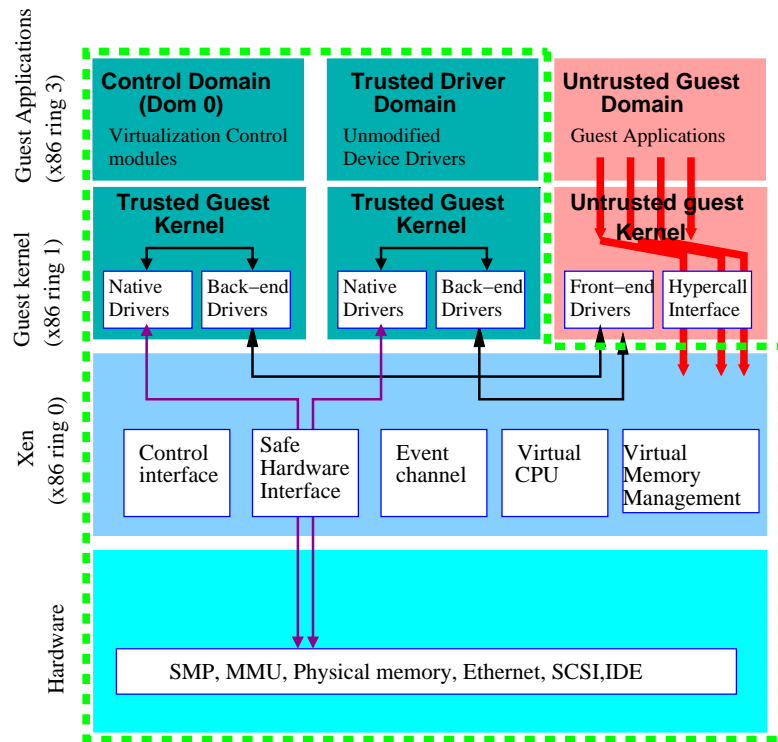 Guest Applications
(x86 ring 3)
Control Domain
(Dom 0)
Virtualization Control
modules
Trusted Driver
Domain
Unmodified
Device Drivers
Untrusted Guest
Domain
Guest Applications
Guest kernel
(x86 ring 1)
Trusted Guest
Kernel
Native
Drivers
Back−end
Drivers
Trusted Guest
Kernel
Native
Drivers
Back−end
Drivers
Untrusted guest
Kernel
Front−end
Drivers
Hypercall
Interface
Xen
(x86 ring 0)
Control
interface
Safe
Hardware
Interface
Event
channel
Virtual
CPU
Virtual
Memory
Management
Hardware
SMP, MMU, Physical memory, Ethernet, SCSI,IDE